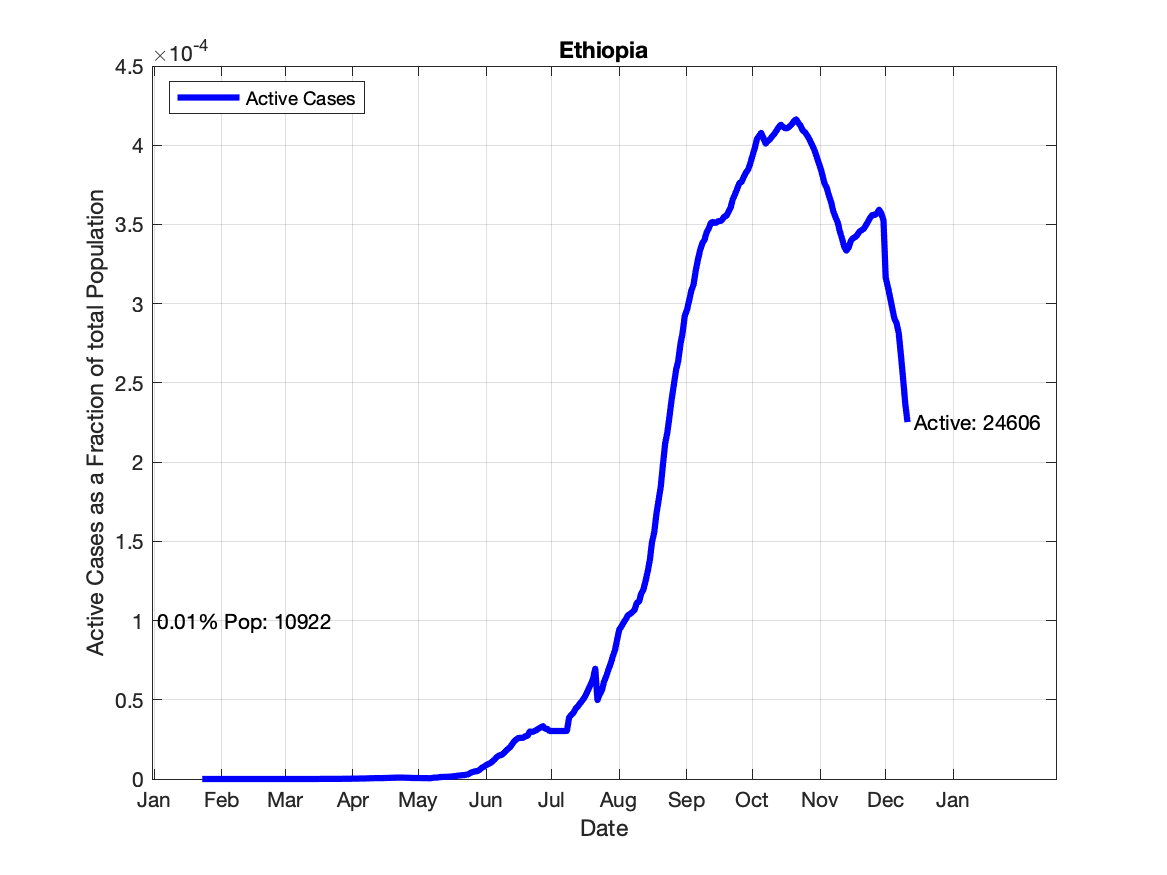 Ethiopia
×10-4
Active Cases
4.5
4
3.5
3
2.5
2
1.5
1
0.5
0
Active Cases as a Fraction of total Population
0.01% Pop: 10922
Active: 24606
Jan Feb Mar Apr May Jun Jul Aug Sep Oct Nov Dec Jan
Date